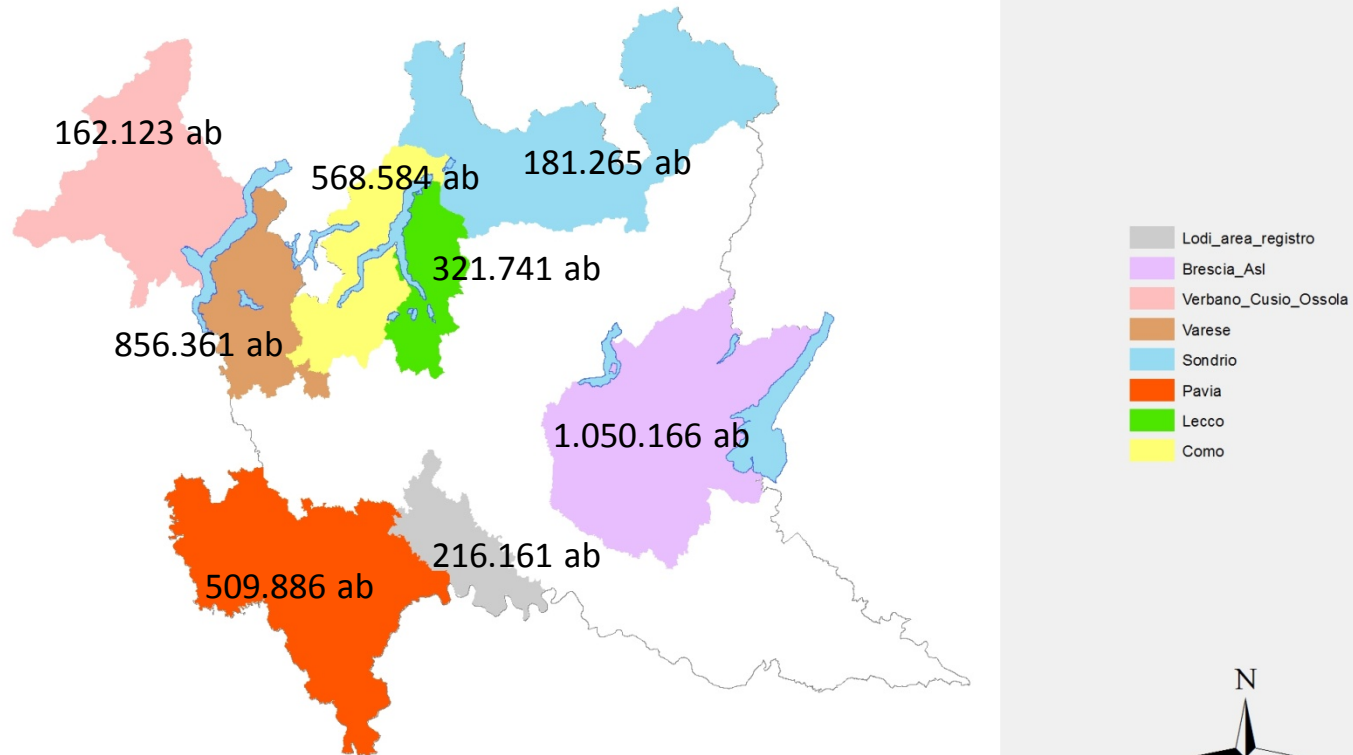 162.123 ab
568.584 ab
181.265 ab
321.741 ab
856.361 ab
1.050.166 ab
216.161 ab
509.886 ab
Lodi_area_registro
Brescia_Asl
Verbano_Cusio_Ossola
Varese
Sondrio
Pavia
Lecco
Como
N